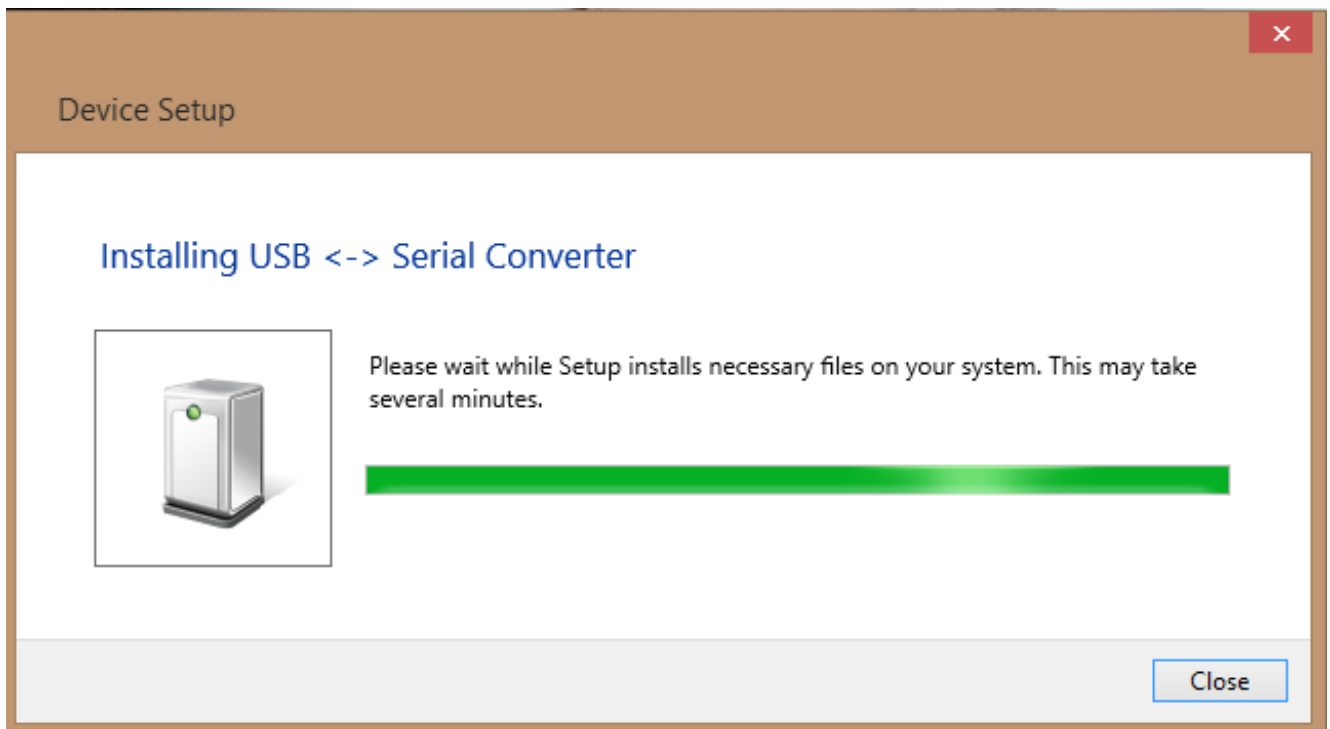 Device Setup
Installing USB <-> Serial Converter
Please wait while Setup installs necessary files on your system. This may take
several minutes.
Close